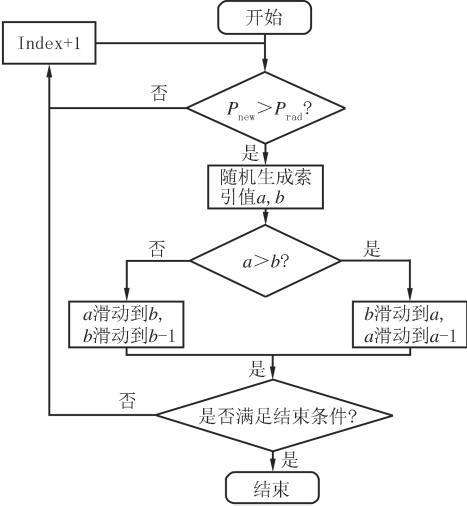 开始
Index+1
否
Pnew>Prad?
是
随机生成索
引值a,b
否
a>b?
是
a滑动到b,
b滑动到b-1
b滑动到a,
a滑动到a-1
是
否
是否满足结束条件?
是
结束